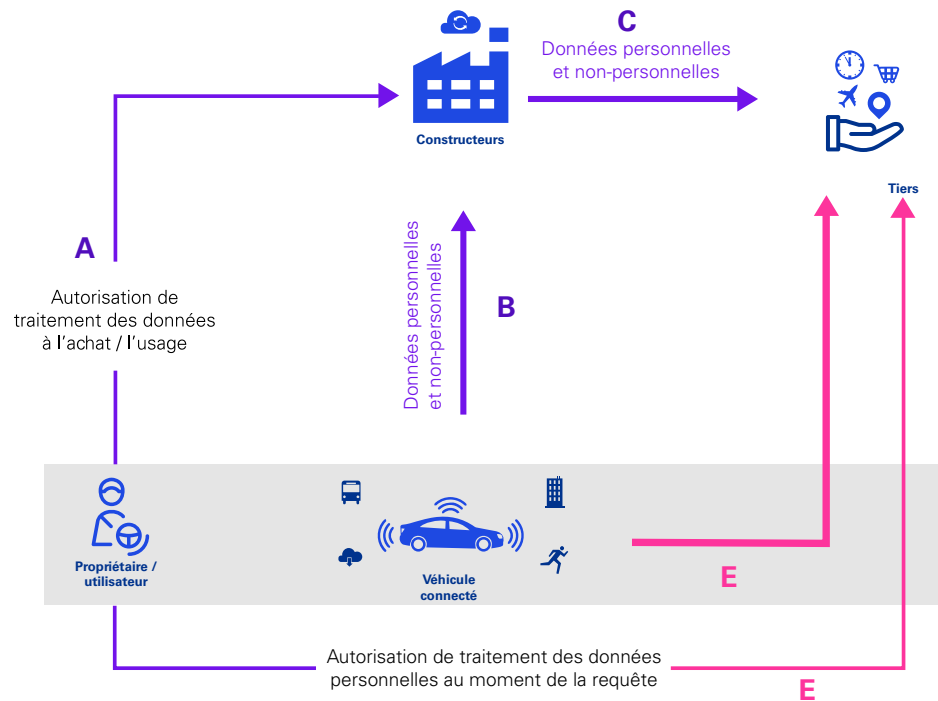 C
Données personnelles
et non-personnelles
Constructeurs
Tiers
A
Autorisation de
traitement des données
à l'achat / l'usage
Données personnelles
et non-personnelles
B
Propriétaire /
utilisateur
Véhicule
connecté
E
Autorisation de traitement des données
personnelles au moment de la requête
E